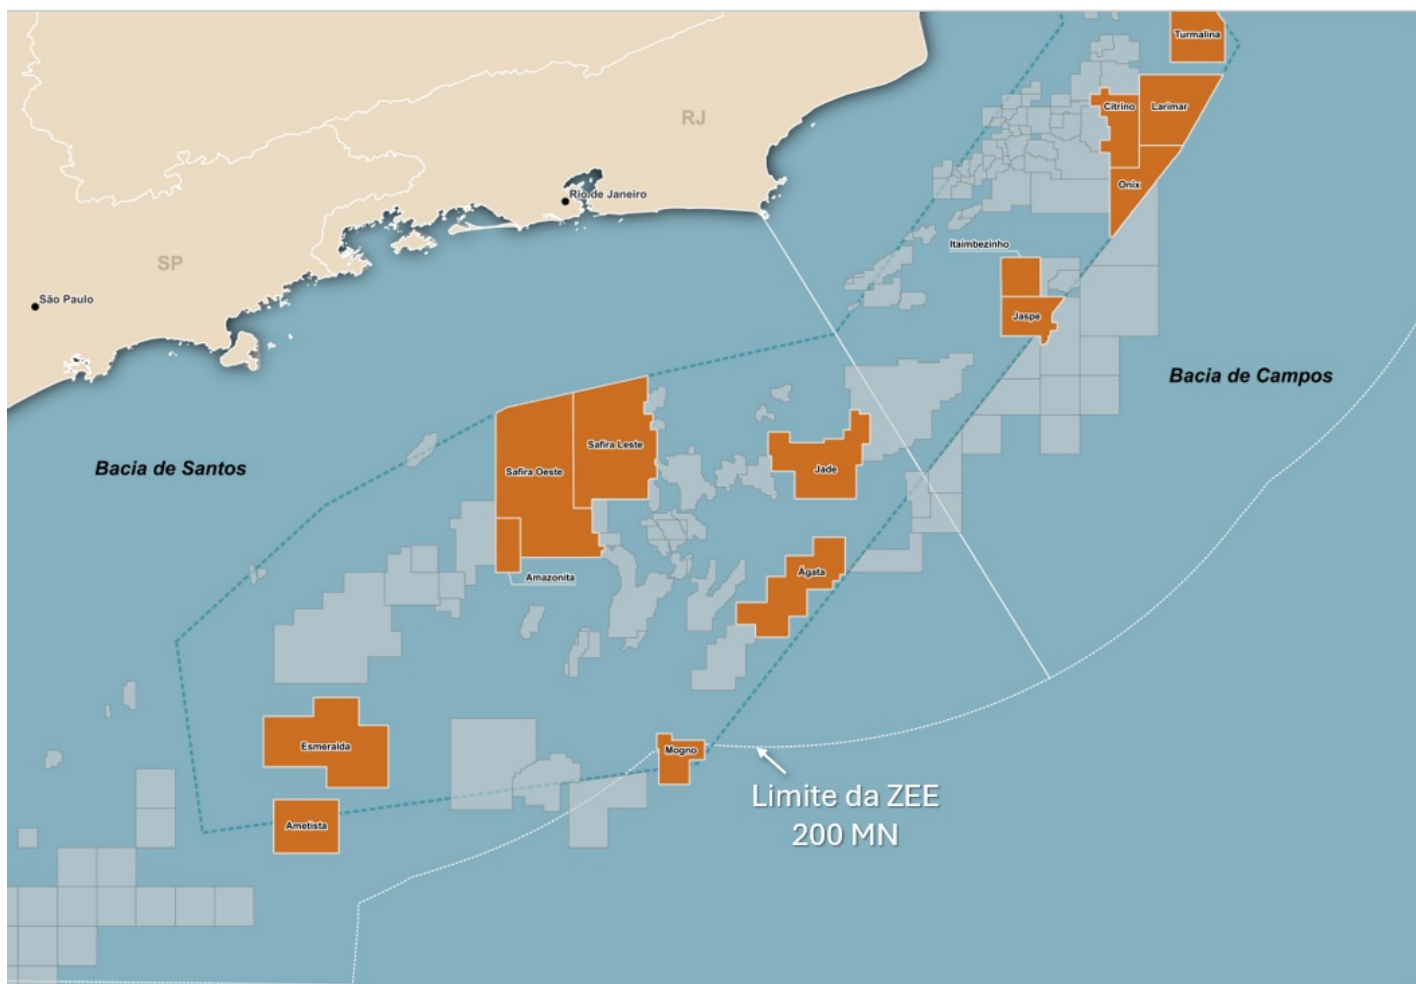 Turmalina
Citrino
Larimar
RJ
Onix
Rio de Janeiro
Itaimbezinho
SP
São Paulo
Jaspe
Bacia de Campos
Safira Leste
Bacia de Santos
Safira Oeste
Jade
Ágata
Amazonita
Esmeralda
Mogno
Limite da ZEE
200 MN
Ametista